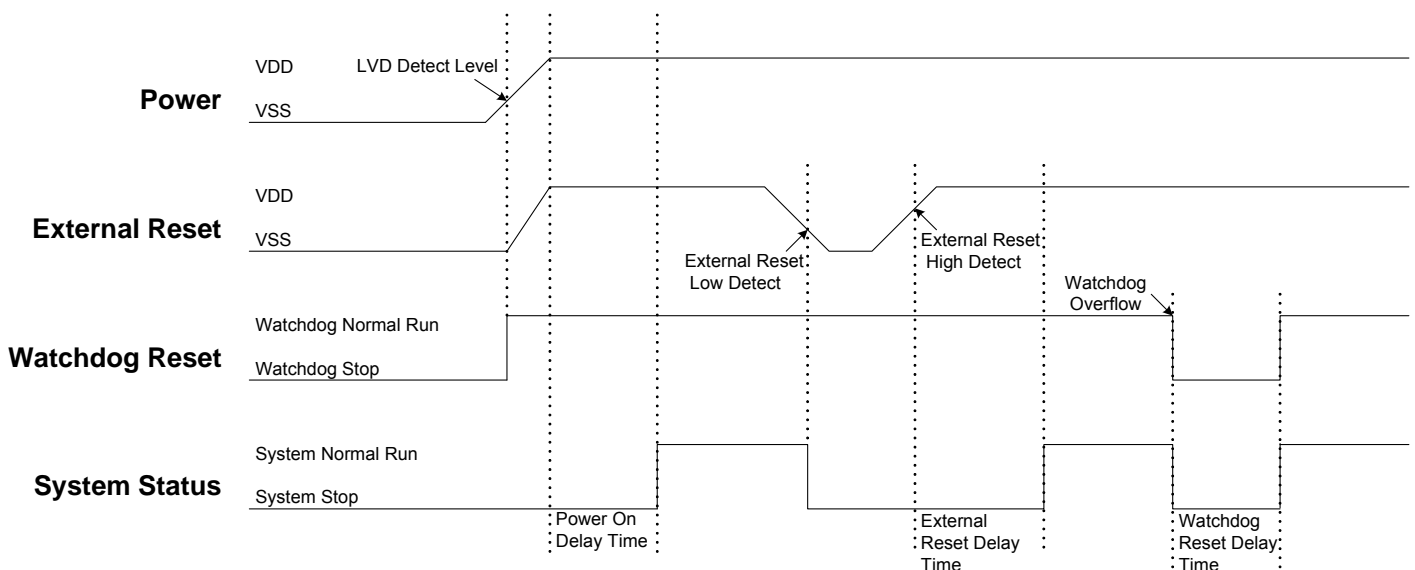 VDD
LVD Detect Level
Power
VSS
VDD
External Reset
VSS
External Reset
Low Detect
External Reset
High Detect
Watchdog
Overflow
Watchdog Normal Run
Watchdog Reset
Watchdog Stop
System Normal Run
System Status
System Stop
Power On
Delay Time
External
Reset Delay
Time
Watchdog
Reset Delay
Time